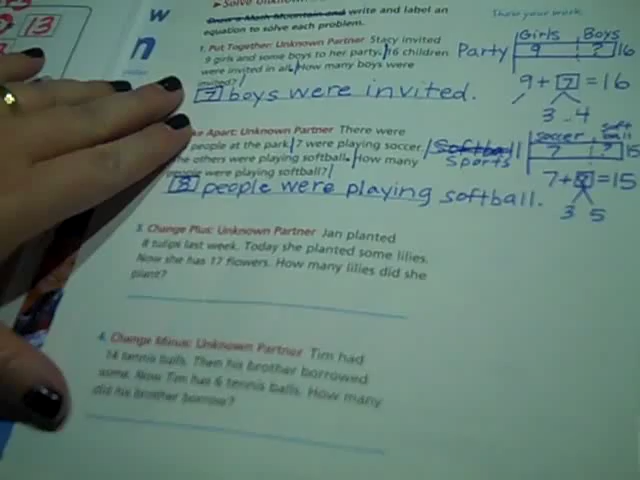 13
Solve
Show your work.
w
Draw a Math Mountain and write and label an
equation to solve each problem.
n
1. Put Together: Unknown Partner Stacy invited
9 girls and some boys to her party. 16 children
were invited in all. How many boys were
invited?
7 boys were invited.
Girls Boys
Party 9 ? 16
9 + 7 = 16
3 4
Apart: Unknown Partner There were
people at the park. 7 were playing soccer.
The others were playing softball. How many
people were playing softball?
8 people were playing softball.
Softball
Sports
soccer soft
ball
7 ? 15
7 + 8 = 15
3 5
3. Change Plus: Unknown Partner Jan planted
8 tulips last week. Today she planted some lilies.
Now she has 17 flowers. How many lilies did she
plant?
4. Change Minus: Unknown Partner Tim had
14 tennis balls. Then his brother borrowed
some. Now Tim has 6 tennis balls. How many
did his brother borrow?